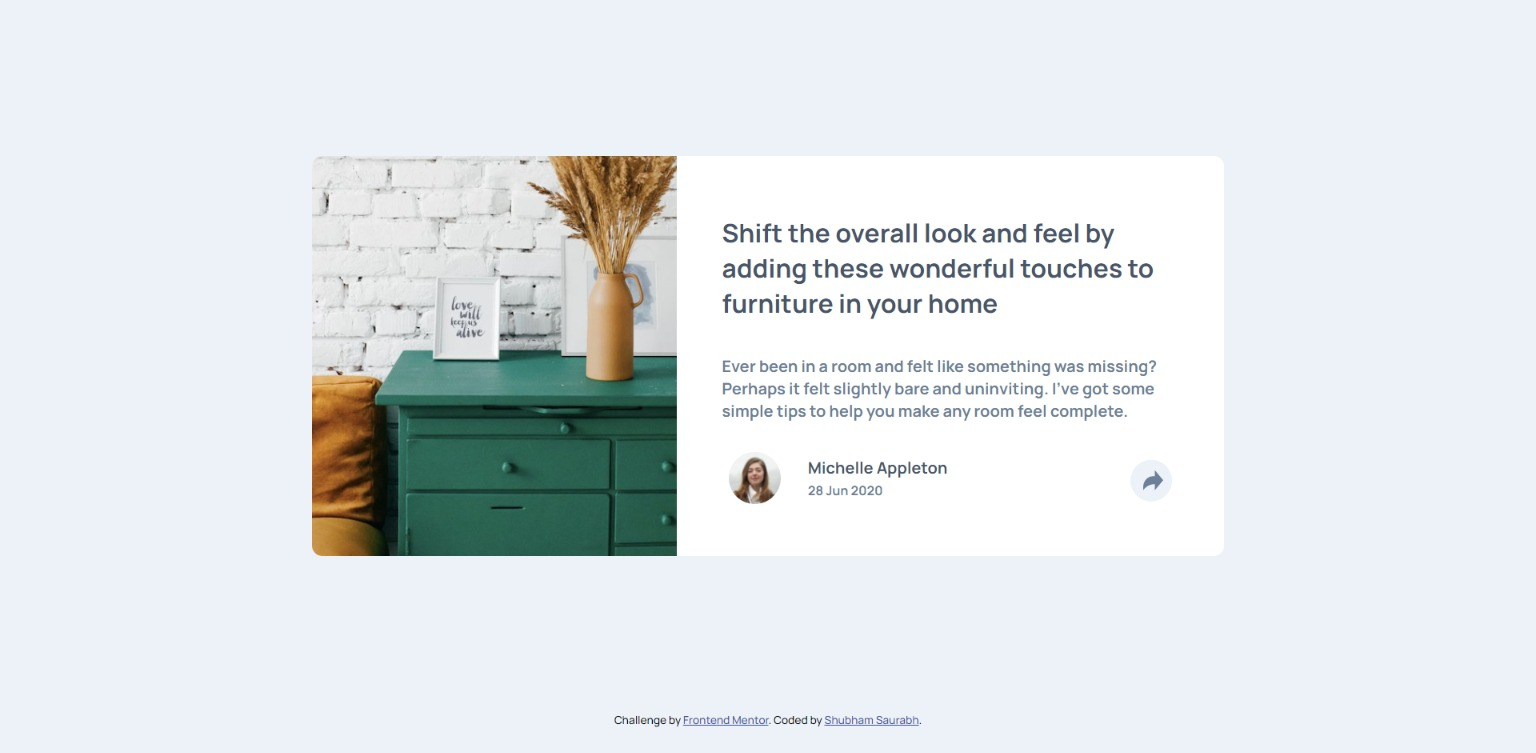 love
will
keep us
alive
Shift the overall look and feel by
adding these wonderful touches to
furniture in your home
Ever been in a room and felt like something was missing?
Perhaps it felt slightly bare and uninviting. I've got some
simple tips to help you make any room feel complete.
Michelle Appleton
28 Jun 2020
Challenge by Frontend Mentor. Coded by Shubham Saurabh.